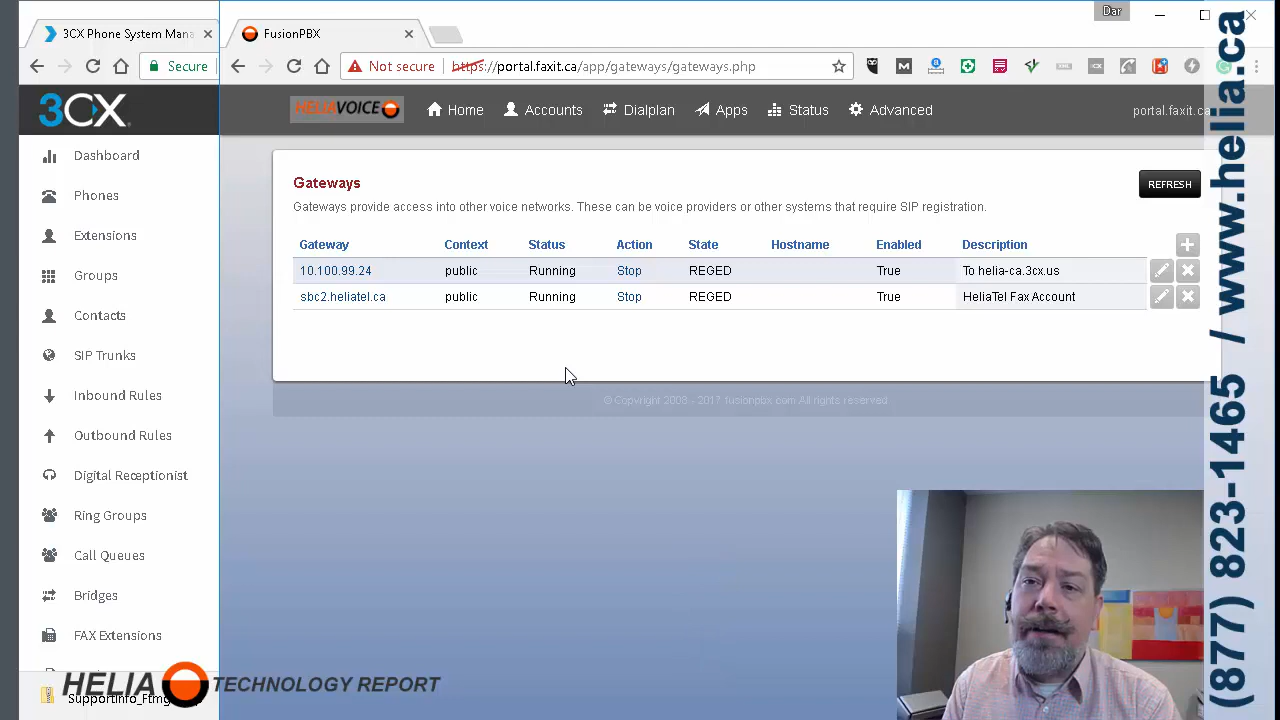 Dar
3CX Phone System Mana
FusionPBX
Secure
Not secure
https://portal.faxit.ca/app/gateways/gateways.php
3CX
HELIAVOICE
Home
Accounts
Dialplan
Apps
Status
Advanced
portal.faxit.ca
Dashboard
Phones
Extensions
Groups
Contacts
SIP Trunks
Inbound Rules
Outbound Rules
Digital Receptionist
Ring Groups
Call Queues
Bridges
FAX Extensions
Gateways
REFRESH
Gateways provide access into other voice networks. These can be voice providers or other systems that require SIP registration.
Gateway Context Status Action State Hostname Enabled Description
10.100.99.24 public Running Stop REGED True To helia-ca.3cx.us
sbc2.heliatel.ca public Running Stop REGED True HeliaTel Fax Account
© Copyright 2008 - 2017 fusionpbx.com All rights reserved
HELIA TECHNOLOGY REPORT
(877) 823-1465 / www.helia.ca